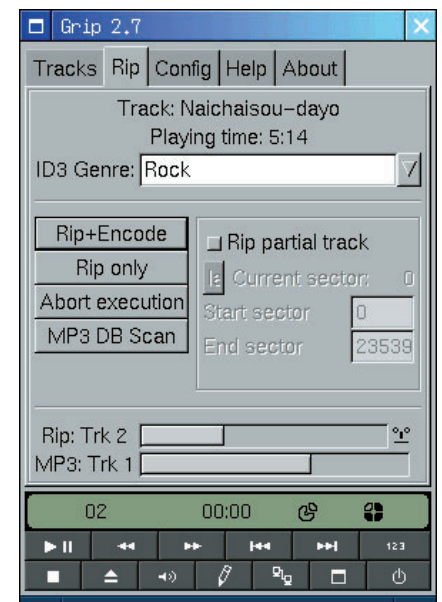 Grip 2.7
Tracks Rip Config Help About
Track: Naichaisou-dayo
Playing time: 5:14
ID3 Genre: Rock
Rip+Encode
Rip only
Abort execution
MP3 DB Scan
Rip partial track
Current sector: 0
Start sector 0
End sector 23539
Rip: Trk 2
MP3: Trk 1
02 00:00
123